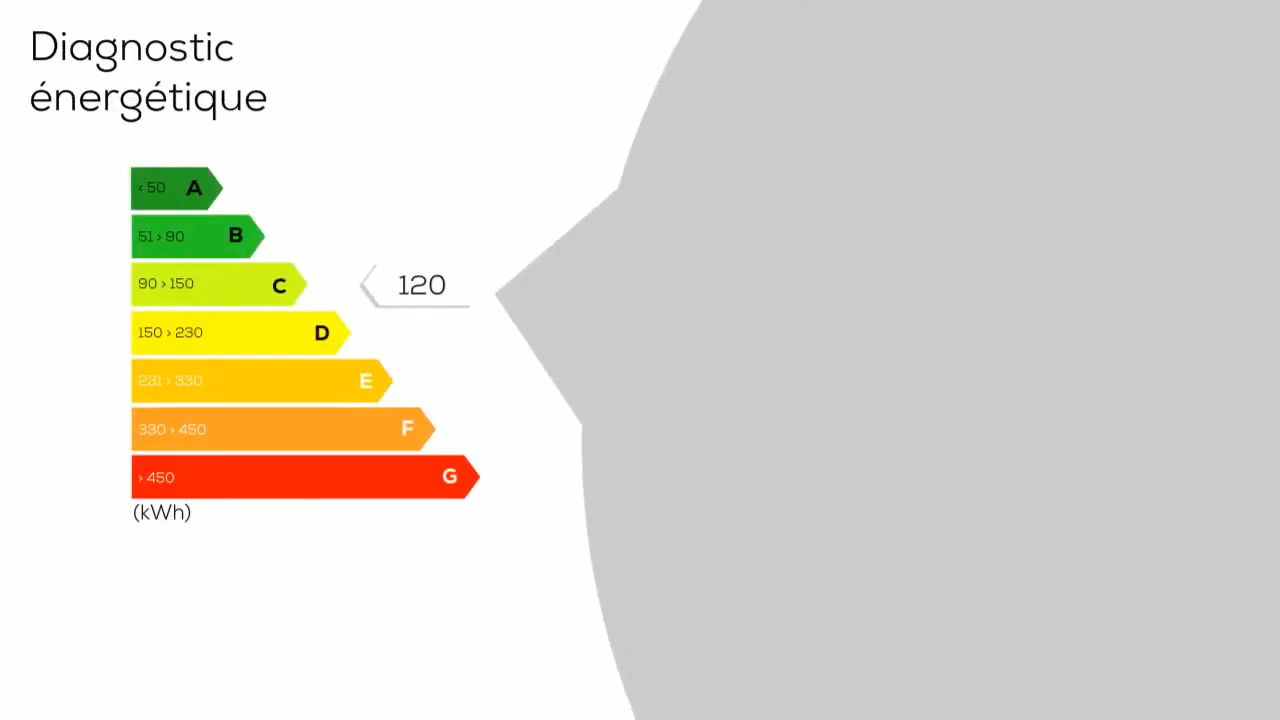 Diagnostic
énergétique
< 50 A
51 > 90 B
90 > 150 C
120
150 > 230 D
231 > 330 E
330 > 450 F
> 450 G
(kWh)